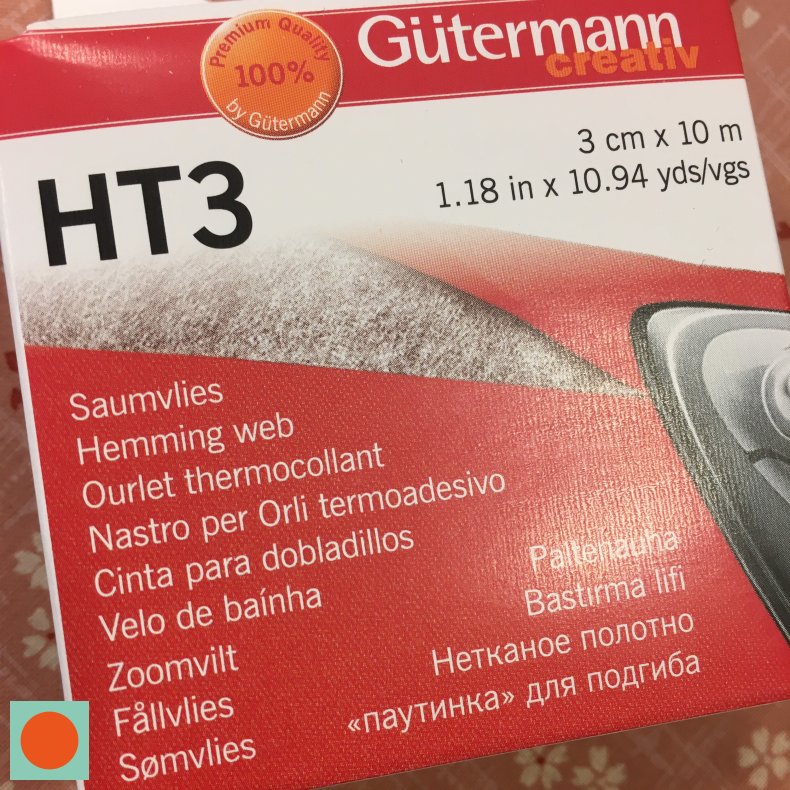 Premium Quality
100%
by Gütermann
Gütermann
creativ
HT3
3 cm x 10 m
1.18 in x 10.94 yds/vgs
Saumvlies
Hemming web
Ourlet thermocollant
Nastro per Orli termoadesivo
Cinta para dobladillos
Velo de baínha
Zoomvilt
Fållvlies
Sømvlies
Päärmenauha
Bastırma lifi
Нетканое полотно
«паутинка» для подгиба